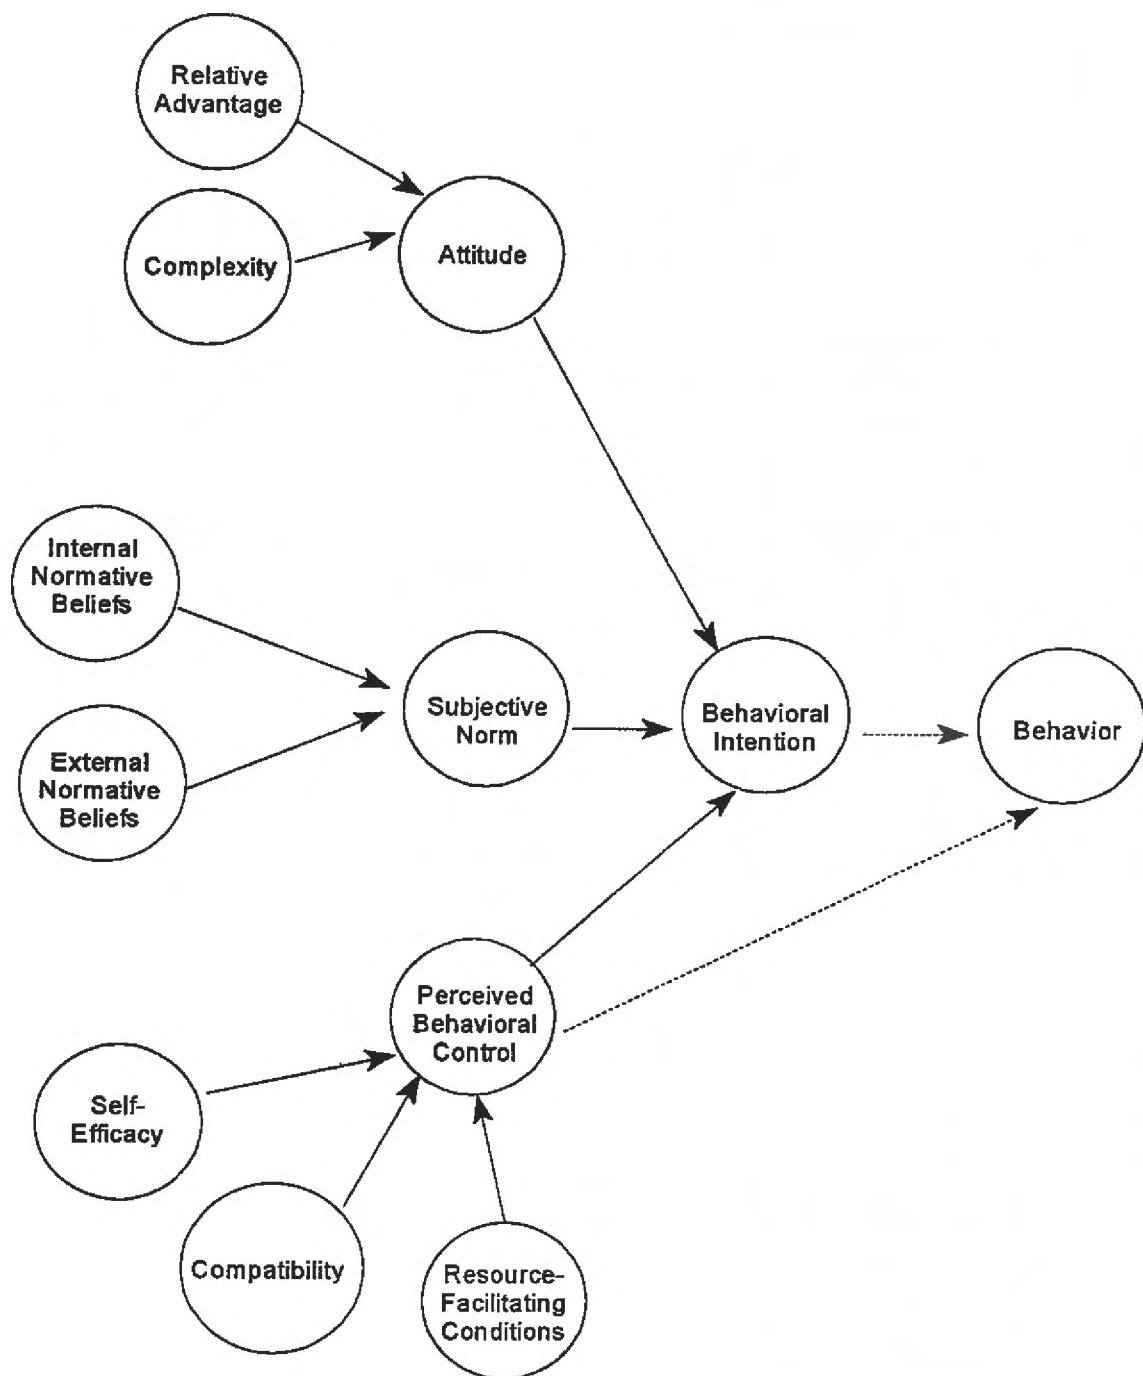 Relative
Advantage
Complexity
Attitude
Internal
Normative
Beliefs
External
Normative
Beliefs
Subjective
Norm
Behavioral
Intention
Behavior
Perceived
Behavioral
Control
Self-
Efficacy
Compatibility
Resource-
Facilitating
Conditions